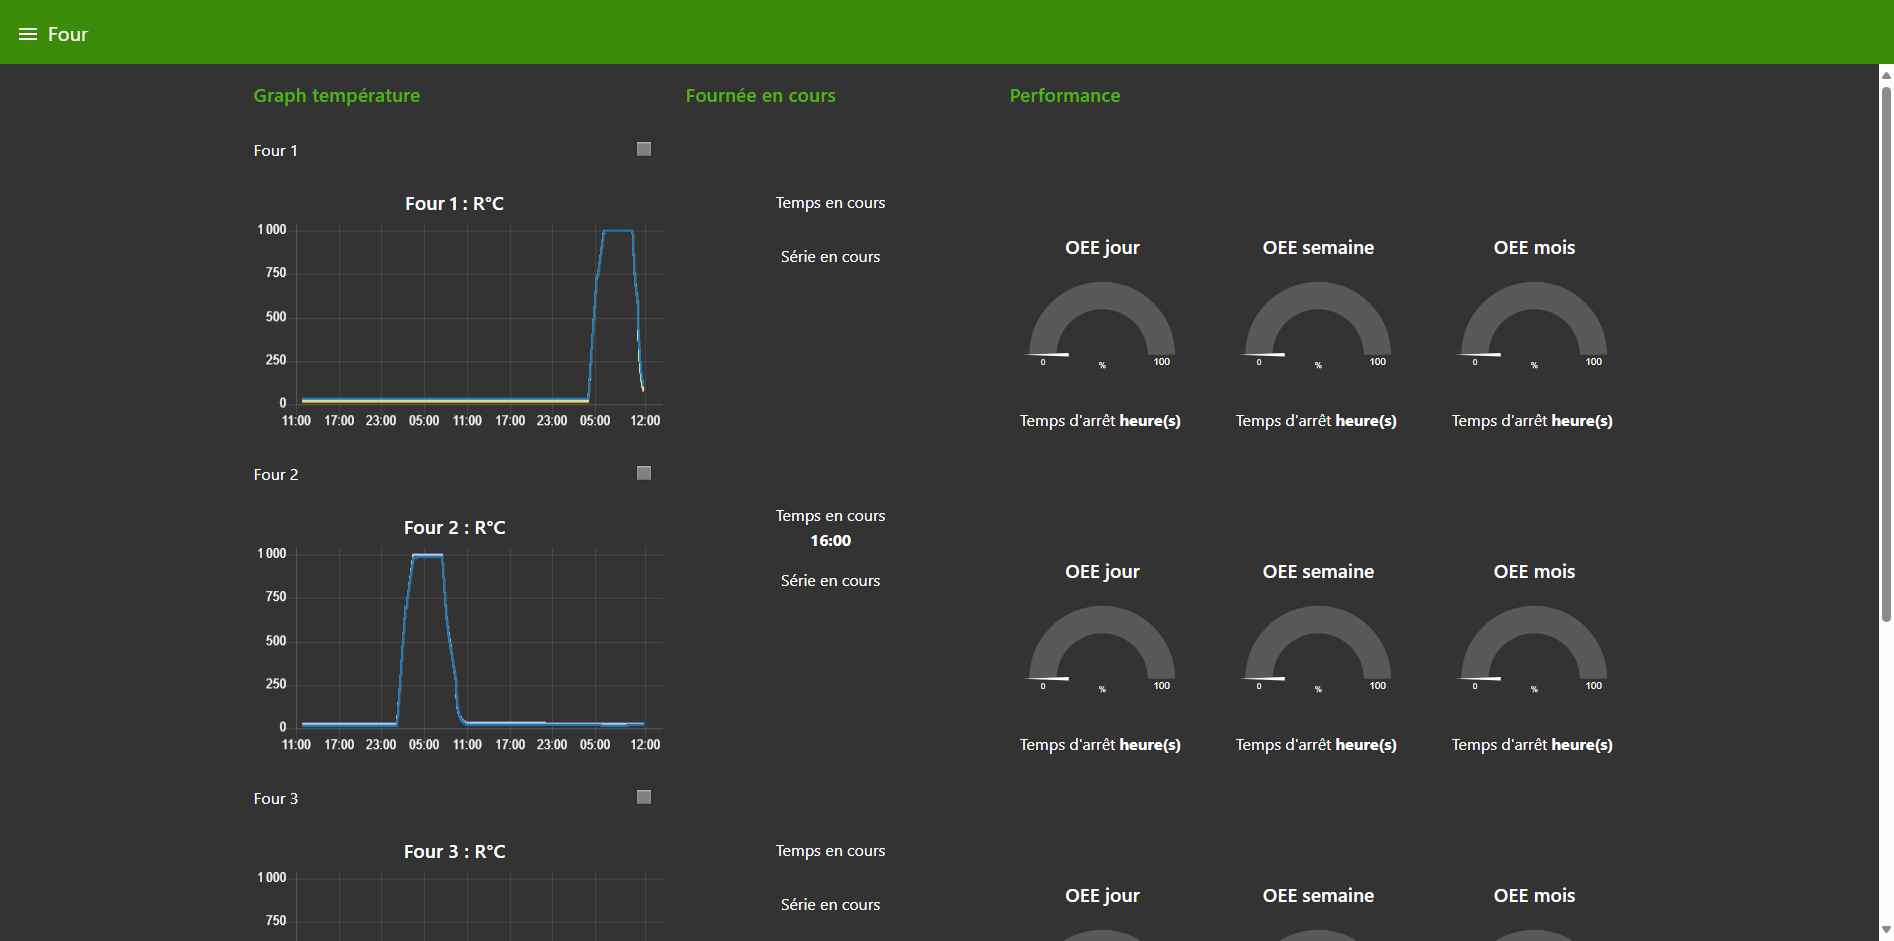 Four
Graph température
Fournée en cours
Performance
Four 1
Four 1 : R°C
1 000
750
500
250
0
11:00 17:00 23:00 05:00 11:00 17:00 23:00 05:00 12:00
Temps en cours
Série en cours
OEE jour
0 % 100
Temps d'arrêt heure(s)
OEE semaine
0 % 100
Temps d'arrêt heure(s)
OEE mois
0 % 100
Temps d'arrêt heure(s)
Four 2
Four 2 : R°C
1 000
750
500
250
0
11:00 17:00 23:00 05:00 11:00 17:00 23:00 05:00 12:00
Temps en cours
16:00
Série en cours
OEE jour
0 % 100
Temps d'arrêt heure(s)
OEE semaine
0 % 100
Temps d'arrêt heure(s)
OEE mois
0 % 100
Temps d'arrêt heure(s)
Four 3
Four 3 : R°C
1 000
750
Temps en cours
Série en cours
OEE jour
OEE semaine
OEE mois